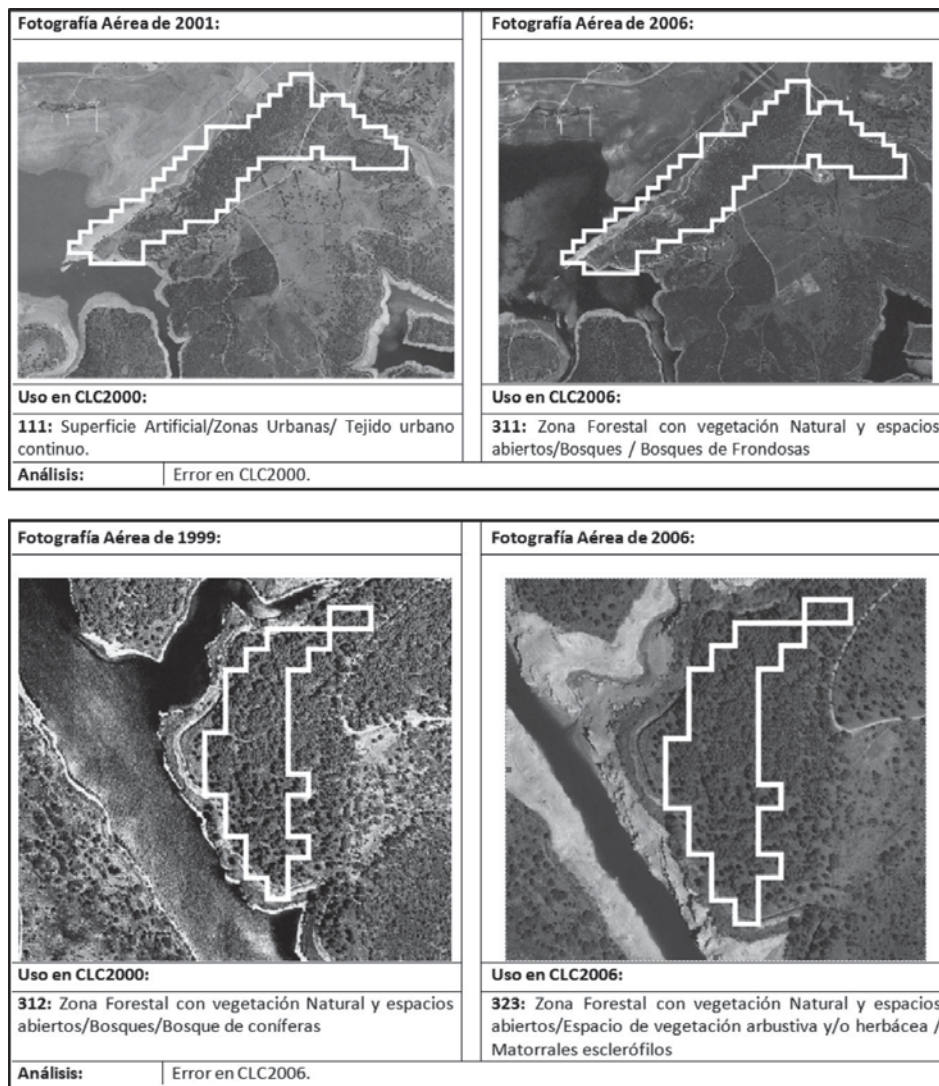 Fotografía Aérea de 2001:
Fotografía Aérea de 2006:
Uso en CLC2000:
Uso en CLC2006:
111: Superficie Artificial/Zonas Urbanas/ Tejido urbano
continuo.
311: Zona Forestal con vegetación Natural y espacios
abiertos/Bosques / Bosques de Frondosas
Análisis:
Error en CLC2000.
Fotografía Aérea de 1999:
Fotografía Aérea de 2006:
Uso en CLC2000:
Uso en CLC2006:
312: Zona Forestal con vegetación Natural y espacios
abiertos/Bosques/Bosque de coníferas
323: Zona Forestal con vegetación Natural y espacios
abiertos/Espacio de vegetación arbustiva y/o herbácea /
Matorrales esclerófilos
Análisis:
Error en CLC2006.